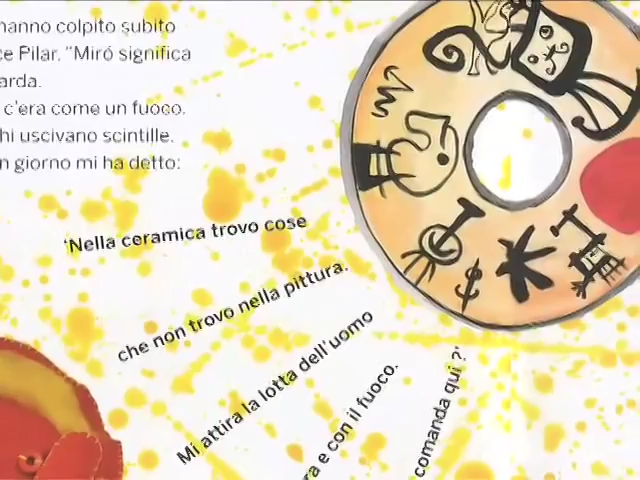 hanno colpito subito
ce Pilar, "Miró significa
arda.
c'era come un fuoco.
hi uscivano scintille.
n giorno mi ha detto:
'Nella ceramica trovo cose
che non trovo nella pittura.
Mi attira la lotta dell'uomo
ra e con il fuoco.
comanda qui ?'